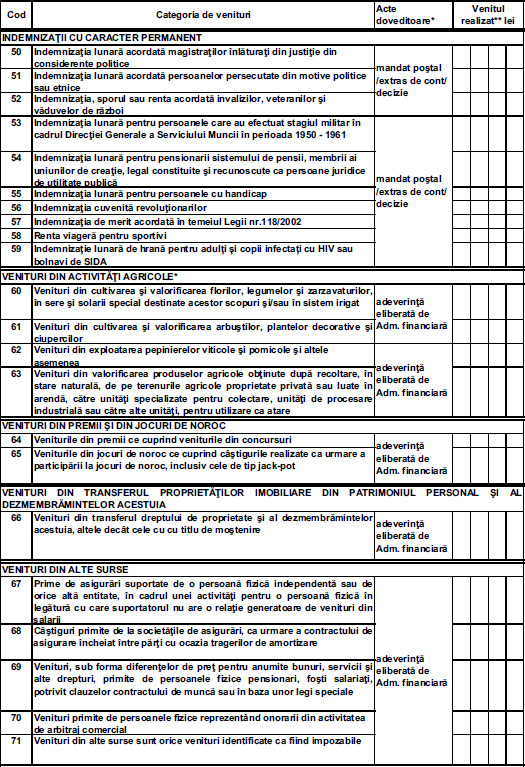 Cod Categoria de venituri Acte doveditoare* Venitul realizat** lei
INDEMNIZAŢII CU CARACTER PERMANENT
50 Indemnizaţia lunară acordată magistraţilor înlăturaţi din justiţie din
considerente politice
51 Indemnizaţia lunară acordată persoanelor persecutate din motive politice
sau etnice
52 Indemnizaţia, sporul sau renta acordată invalizilor, veteranilor şi
văduvelor de război
mandat poştal
/extras de cont/
decizie
53 Indemnizaţia lunară pentru persoanele care au efectuat stagiul militar în
cadrul Direcţiei Generale a Serviciului Muncii în perioada 1950 - 1961
54 Indemnizaţia lunară pentru pensionarii sistemului de pensii, membrii ai
uniunilor de creaţie, legal constituite şi recunoscute ca persoane juridice
de utilitate publică
55 Indemnizaţia lunară pentru persoanele cu handicap
56 Indemnizaţia cuvenită revoluţionarilor
57 Indemnizaţia de merit acordată în temeiul Legii nr.118/2002
58 Renta viageră pentru sportivi
59 Indemnizaţie lunară de hrană pentru adulţi şi copii infectaţi cu HIV sau
bolnavi de SIDA
mandat poştal
/extras de cont/
decizie
VENITURI DIN ACTIVITĂŢI AGRICOLE*
60 Venituri din cultivarea şi valorificarea florilor, legumelor şi zarzavaturilor,
în sere şi solarii special destinate acestor scopuri şi/sau în sistem irigat
61 Venituri din cultivarea şi valorificarea arbuştilor, plantelor decorative şi
ciupercilor
adeverinţă
eliberată de
Adm. financiară
62 Venituri din exploatarea pepinierelor viticole şi pomicole şi altele
asemenea
63 Venituri din valorificarea produselor agricole obţinute după recoltare, în
stare naturală, de pe terenurile agricole proprietate privată sau luate în
arendă, către unităţi specializate pentru colectare, unităţi de procesare
industrială sau către alte unităţi, pentru utilizare ca atare
adeverinţă
eliberată de
Adm. financiară
VENITURI DIN PREMII ŞI DIN JOCURI DE NOROC
64 Veniturile din premii ce cuprind veniturile din concursuri
65 Veniturile din jocuri de noroc ce cuprind câştigurile realizate ca urmare a
participării la jocuri de noroc, inclusiv cele de tip jack-pot
adeverinţă
eliberată de
Adm. financiară
VENITURI DIN TRANSFERUL PROPRIETĂŢILOR IMOBILIARE DIN PATRIMONIUL PERSONAL ŞI AL
DEZMEMBRĂMINTELOR ACESTUIA
66 Venituri din transferul dreptului de proprietate şi al dezmembrămintelor
acestuia, altele decât cele cu cu titlu de moştenire
adeverinţă
eliberată de
Adm. financiară
VENITURI DIN ALTE SURSE
67 Prime de asigurări suportate de o persoană fizică independentă sau de
orice altă entitate, în cadrul unei activităţi pentru o persoană fizică în
legătură cu care suportatorul nu are o relaţie generatoare de venituri din
salarii
68 Câştiguri primite de la societăţile de asigurări, ca urmare a contractului de
asigurare încheiat între părţi cu ocazia tragerilor de amortizare
69 Venituri, sub forma diferenţelor de preţ pentru anumite bunuri, servicii şi
alte drepturi, primite de persoanele fizice pensionari, foşti salariaţi,
potrivit clauzelor contractului de muncă sau în baza unor legi speciale
70 Venituri primite de persoanele fizice reprezentând onorarii din activitatea
de arbitraj comercial
71 Venituri din alte surse sunt orice venituri identificate ca fiind impozabile
adeverinţă
eliberată de
Adm. financiară